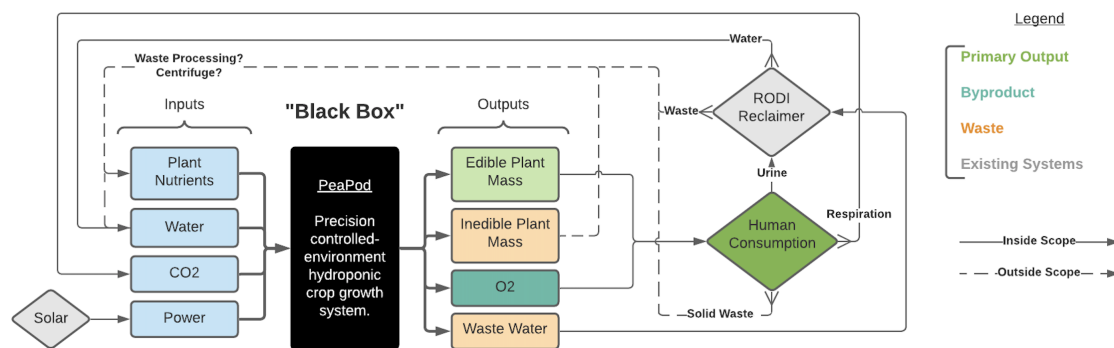 Water
Legend
Waste Processing?
Centrifuge?
Primary Output
Byproduct
Waste
Existing Systems
Inputs
"Black Box"
Outputs
Waste
RODI
Reclaimer
Plant
Nutrients
PeaPod
Precision
controlled-
environment
hydroponic
crop growth
system.
Edible Plant
Mass
Urine
Water
Inedible Plant
Mass
Human
Consumption
Respiration
Inside Scope
CO2
O2
Outside Scope
Solar
Power
Waste Water
Solid Waste